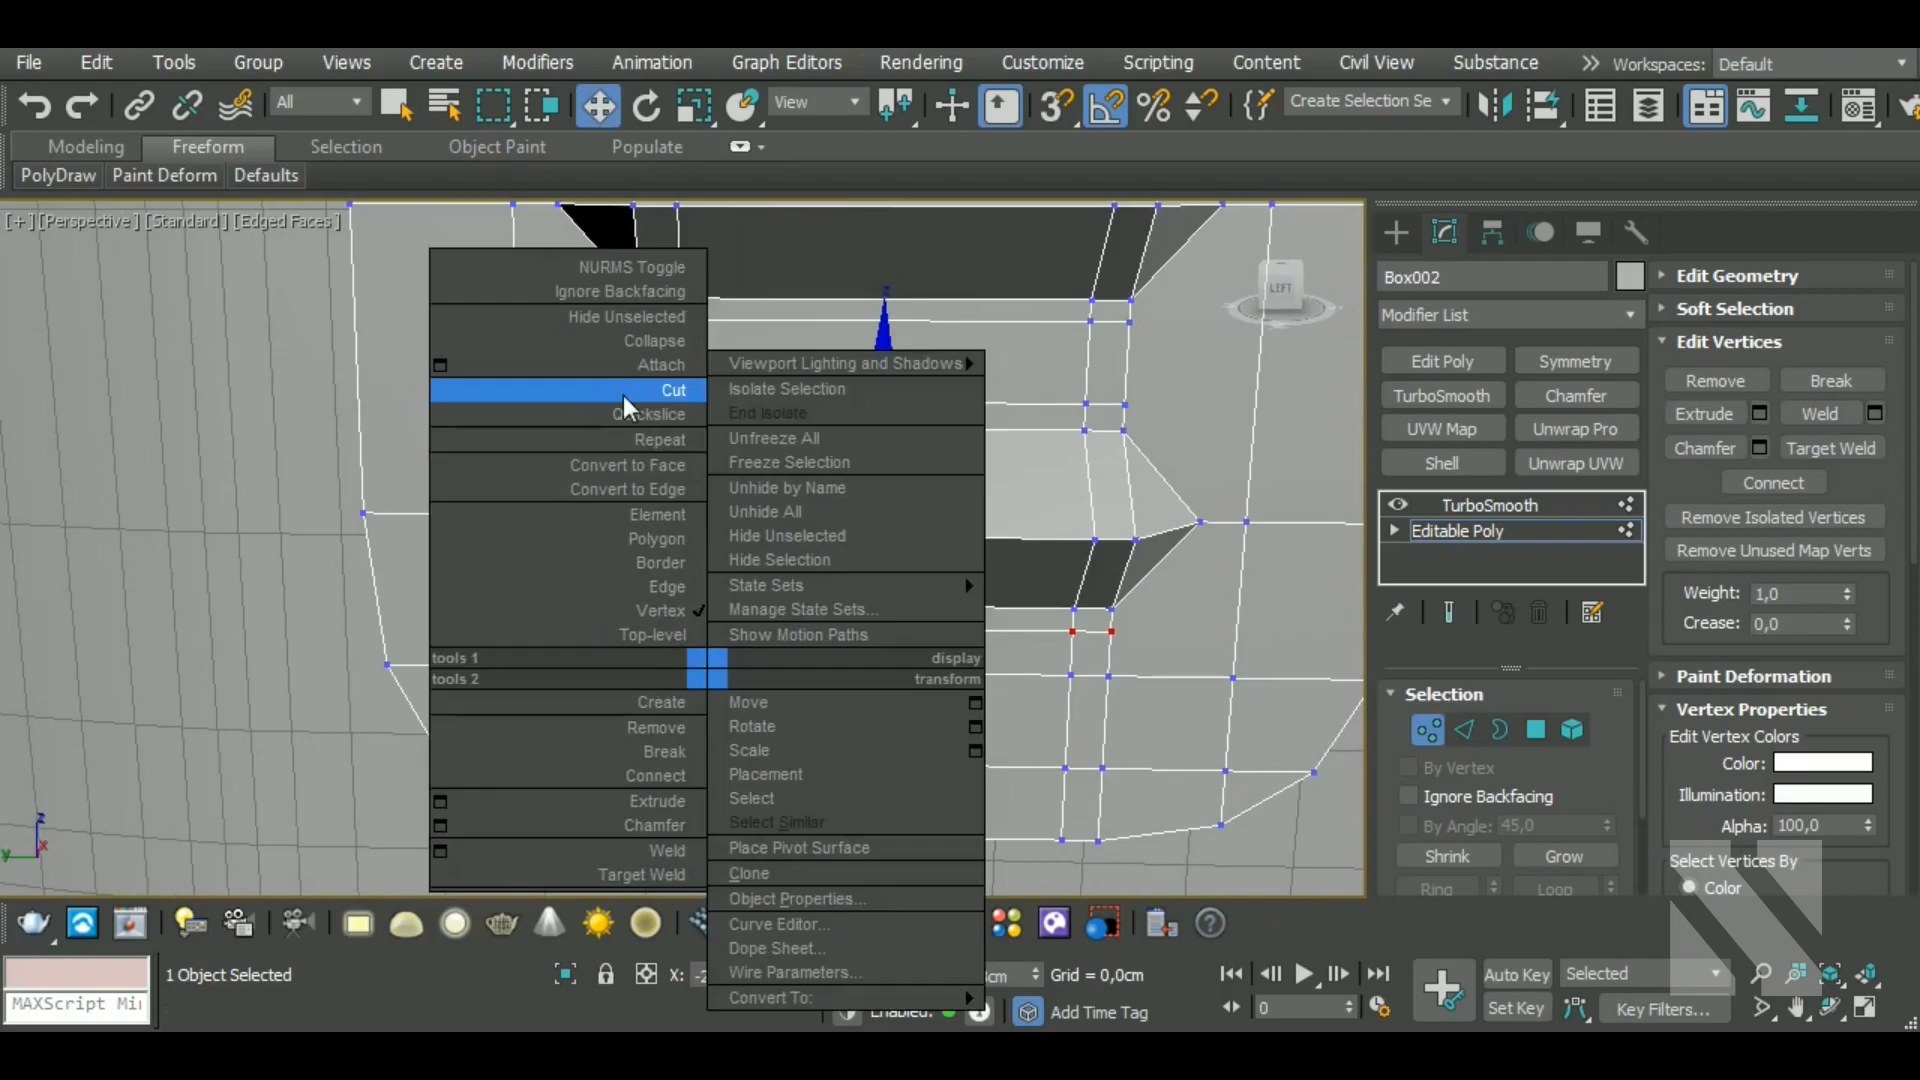 File Edit Tools Group Views Create Modifiers Animation Graph Editors Rendering Customize Scripting Content Civil View Substance Workspaces: Default
All View Create Selection Se
Modeling Freeform Selection Object Paint Populate
PolyDraw Paint Deform Defaults
[+] [Perspective] [Standard] [Edged Faces]
LEFT
NURMS Toggle
Ignore Backfacing
Hide Unselected
Collapse
Attach
Cut
Quickslice
Repeat
Convert to Face
Convert to Edge
Element
Polygon
Border
Edge
Vertex
Top-level
tools 1
tools 2
Create
Remove
Break
Connect
Extrude
Chamfer
Weld
Target Weld
Viewport Lighting and Shadows
Isolate Selection
End Isolate
Unfreeze All
Freeze Selection
Unhide by Name
Unhide All
Hide Unselected
Hide Selection
State Sets
Manage State Sets...
Show Motion Paths
display
transform
Move
Rotate
Scale
Placement
Select
Select Similar
Place Pivot Surface
Clone
Object Properties...
Curve Editor...
Dope Sheet...
Wire Parameters...
Convert To:
z
x
y
Box002
Modifier List
Edit Poly Symmetry
TurboSmooth Chamfer
UVW Map Unwrap Pro
Shell Unwrap UVW
TurboSmooth
Editable Poly
Selection
By Vertex
Ignore Backfacing
By Angle: 45,0
Shrink Grow
Ring Loop
Edit Geometry
Soft Selection
Edit Vertices
Remove Break
Extrude Weld
Chamfer Target Weld
Connect
Remove Isolated Vertices
Remove Unused Map Verts
Weight: 1,0
Crease: 0,0
Paint Deformation
Vertex Properties
Edit Vertex Colors
Color:
Illumination:
Alpha: 100,0
Select Vertices By
Color
1 Object Selected X: Grid = 0,0cm Auto Key Selected
MAXScript Mi Enabled: Add Time Tag 0 Set Key Key Filters...